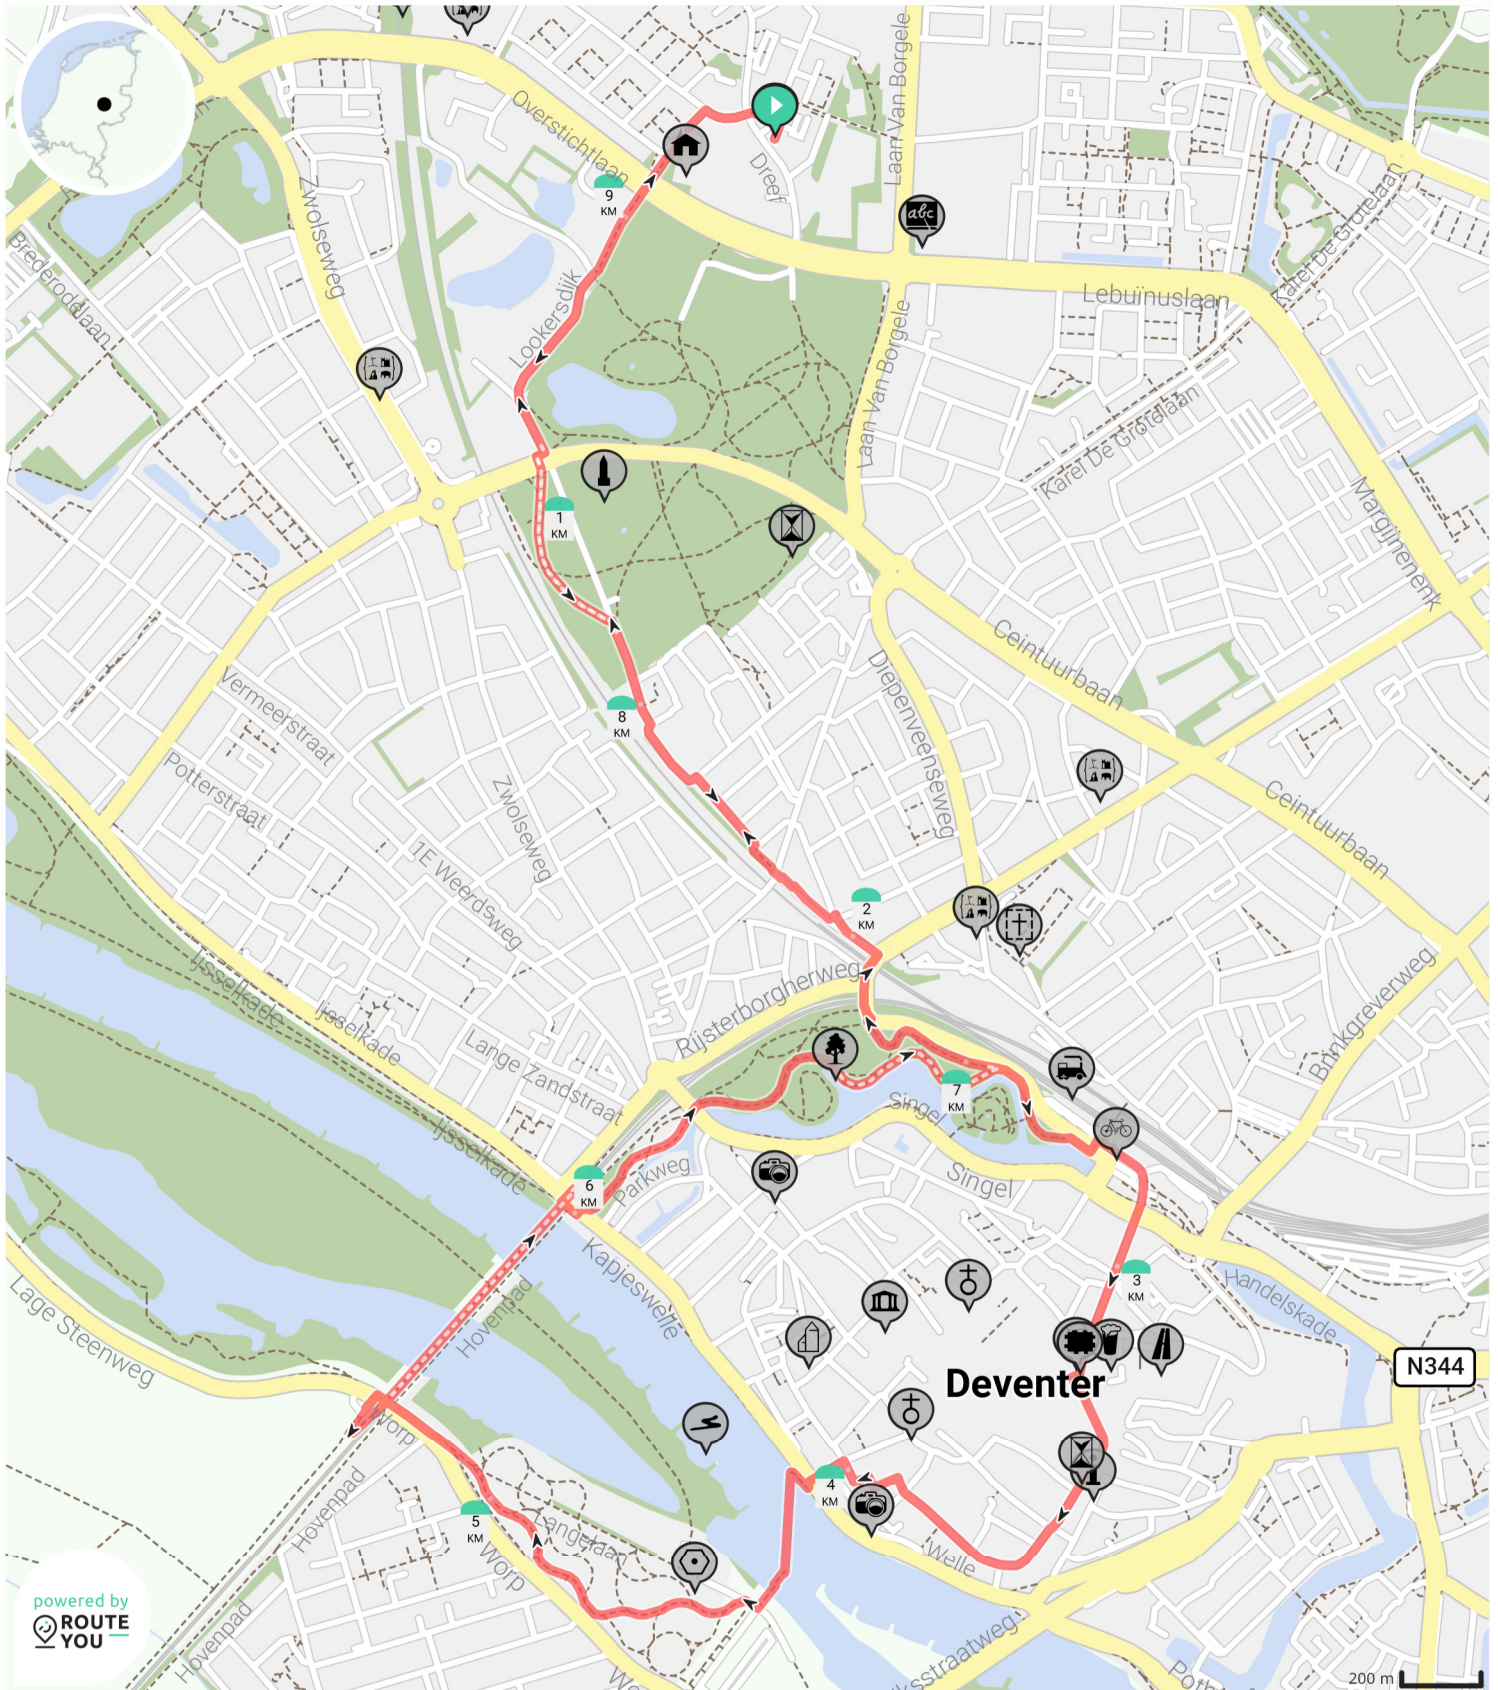 Overstichtlaan
Laan Van Borgele
Dreef
abc
9
KM
Zwolseweg
Brederodelaan
Karel De Grotelaan
Lebuïnuslaan
Lookersdijk
Laan Van Borgele
Karel De Grotelaan
Marginenenk
1
KM
Ceintuurbaan
Diepenveenseweg
Vermeerstraat
8
KM
Potterstraat
Zwolseweg
Ceintuurbaan
1E Weerdsweg
2
KM
Rijsterborgherweg
Brinkgreverweg
Ijsselkade
Ijsselkade
Lange Zandstraat
7
KM
Singel
Ijsselkade
Parkweg
Singel
6
KM
Kapjeswelle
3
KM
Handelskade
Hovenpad
Lage Steenweg
N344
Deventer
Worp
Hovenpad
4
KM
5
KM
Langelaan
Worp
Welle
powered by
ROUTE
YOU
Hovenpad
200 m